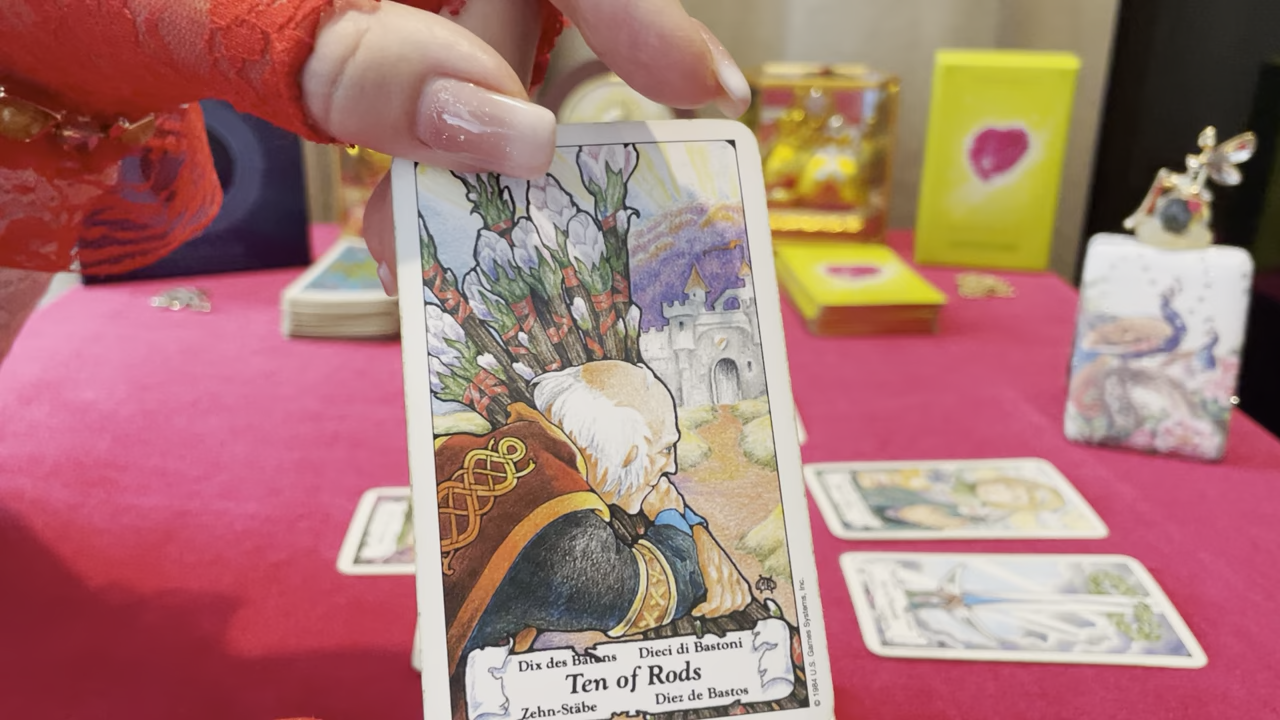 Dix des Batons Dieci di Bastoni
Ten of Rods
Zehn-Stäbe Diez de Bastos
© 1984 U.S. Games Systems, Inc.